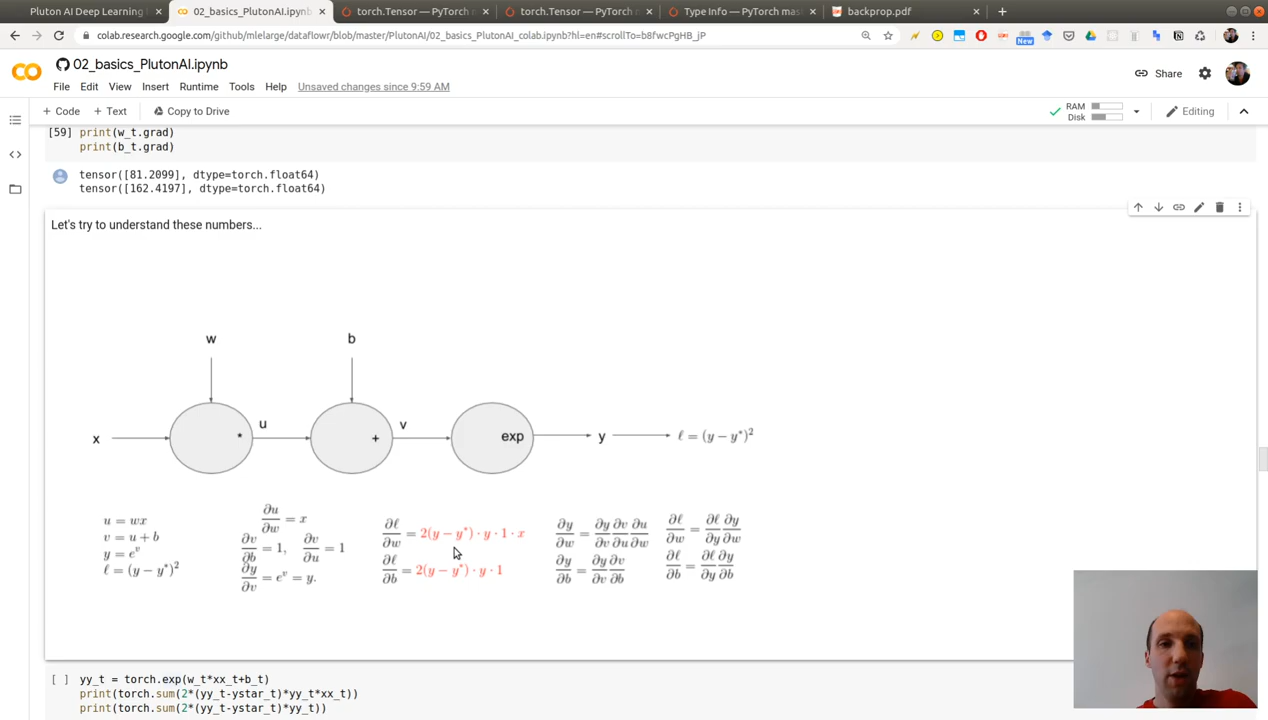 Pluton AI Deep Learning
02_basics_PlutonAI.ipynb
torch.Tensor — PyTorch
torch.Tensor — PyTorch
Type Info — PyTorch mas
backprop.pdf
colab.research.google.com/github/mlelarge/dataflowr/blob/master/PlutonAI/02_basics_PlutonAI_colab.ipynb?hl=en#scrollTo=b8fwcPgHB_jP
New
CO
02_basics_PlutonAI.ipynb
File Edit View Insert Runtime Tools Help Unsaved changes since 9:59 AM
Share
+ Code + Text Copy to Drive
RAM
Disk
Editing
[59] print(w_t.grad)
print(b_t.grad)
tensor([81.2099], dtype=torch.float64)
tensor([162.4197], dtype=torch.float64)
Let's try to understand these numbers...
w b
x * u + v exp y ℓ = (y − y*)²
u = wx
v = u + b
y = eᵛ
ℓ = (y − y*)²
∂u/∂w = x
∂v/∂b = 1, ∂v/∂u = 1
∂y/∂v = eᵛ = y.
∂ℓ/∂w = 2(y − y*) · y · 1 · x
∂ℓ/∂b = 2(y − y*) · y · 1
∂y/∂w = ∂y/∂v ∂v/∂u ∂u/∂w
∂y/∂b = ∂y/∂v ∂v/∂b
∂ℓ/∂w = ∂ℓ/∂y ∂y/∂w
∂ℓ/∂b = ∂ℓ/∂y ∂y/∂b
[ ] yy_t = torch.exp(w_t*xx_t+b_t)
print(torch.sum(2*(yy_t-ystar_t)*yy_t*xx_t))
print(torch.sum(2*(yy_t-ystar_t)*yy_t))